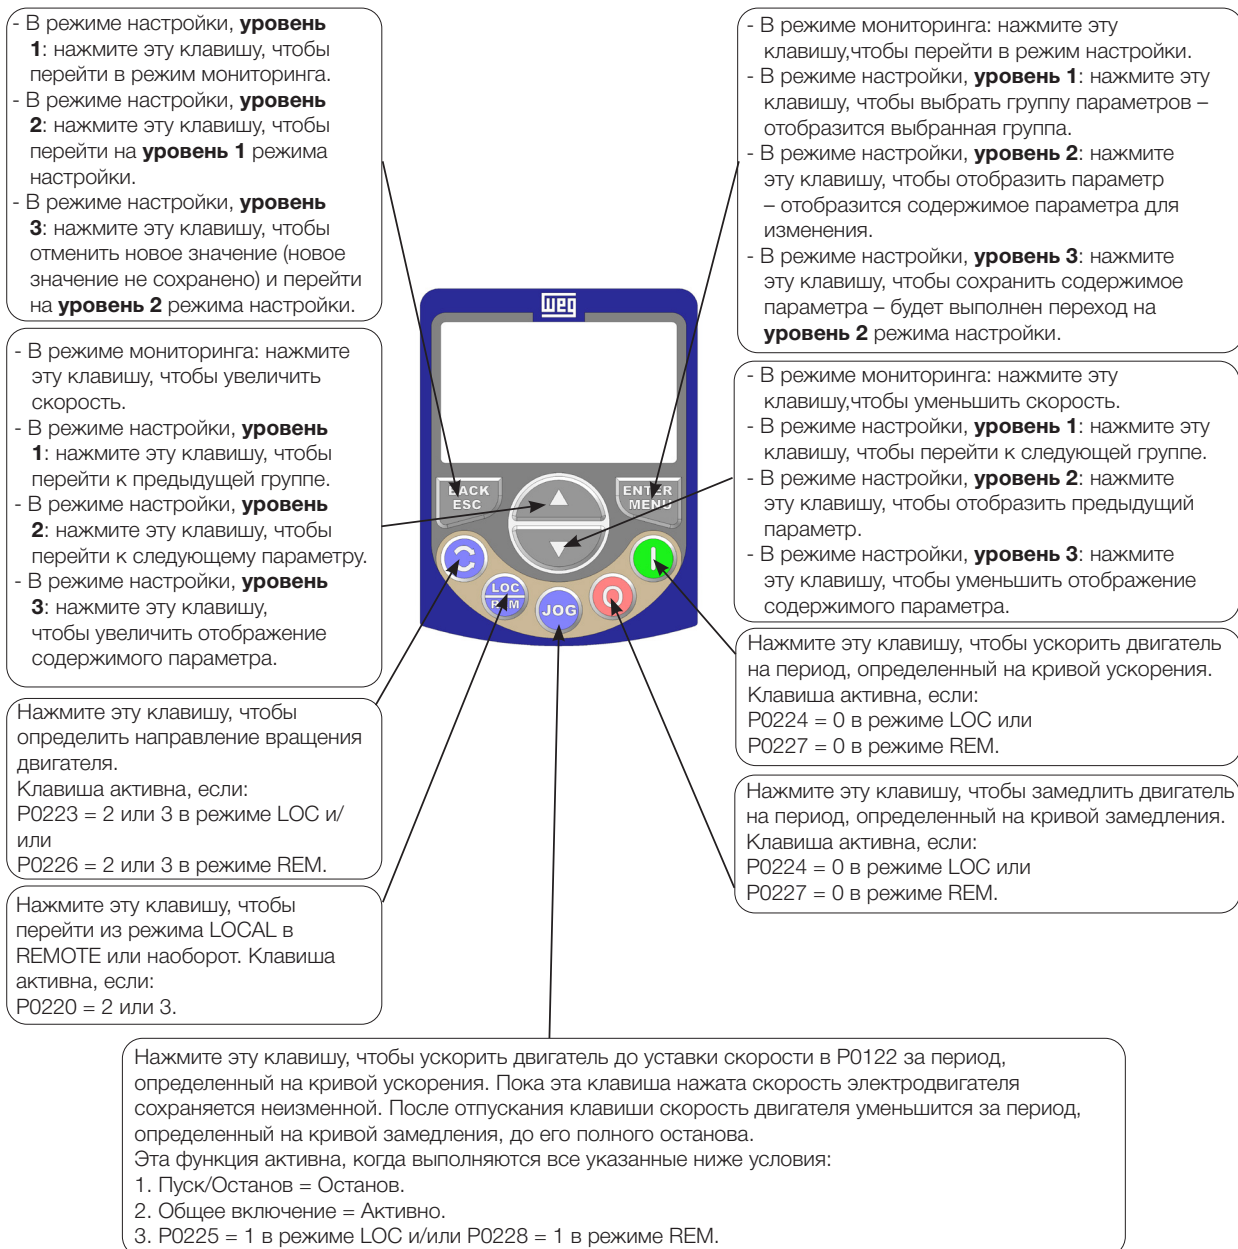 - В режиме настройки, уровень
1: нажмите эту клавишу, чтобы
перейти в режим мониторинга.
- В режиме настройки, уровень
2: нажмите эту клавишу, чтобы
перейти на уровень 1 режима
настройки.
- В режиме настройки, уровень
3: нажмите эту клавишу, чтобы
отменить новое значение (новое
значение не сохранено) и перейти
на уровень 2 режима настройки.
- В режиме мониторинга: нажмите
эту клавишу, чтобы увеличить
скорость.
- В режиме настройки, уровень
1: нажмите эту клавишу, чтобы
перейти к предыдущей группе.
- В режиме настройки, уровень
2: нажмите эту клавишу, чтобы
перейти к следующему параметру.
- В режиме настройки, уровень
3: нажмите эту клавишу,
чтобы увеличить отображение
содержимого параметра.
Нажмите эту клавишу, чтобы
определить направление вращения
двигателя.
Клавиша активна, если:
P0223 = 2 или 3 в режиме LOC и/
или
P0226 = 2 или 3 в режиме REM.
Нажмите эту клавишу, чтобы
перейти из режима LOCAL в
REMOTE или наоборот. Клавиша
активна, если:
P0220 = 2 или 3.
weg
BACK
ESC
ENTER
MENU
LOC
REM
JOG
- В режиме мониторинга: нажмите эту
клавишу,чтобы перейти в режим настройки.
- В режиме настройки, уровень 1: нажмите эту
клавишу, чтобы выбрать группу параметров –
отобразится выбранная группа.
- В режиме настройки, уровень 2: нажмите
эту клавишу, чтобы отобразить параметр
– отобразится содержимое параметра для
изменения.
- В режиме настройки, уровень 3: нажмите
эту клавишу, чтобы сохранить содержимое
параметра – будет выполнен переход на
уровень 2 режима настройки.
- В режиме мониторинга: нажмите эту
клавишу,чтобы уменьшить скорость.
- В режиме настройки, уровень 1: нажмите эту
клавишу, чтобы перейти к следующей группе.
- В режиме настройки, уровень 2: нажмите
эту клавишу, чтобы отобразить предыдущий
параметр.
- В режиме настройки, уровень 3: нажмите
эту клавишу, чтобы уменьшить отображение
содержимого параметра.
Нажмите эту клавишу, чтобы ускорить двигатель
на период, определенный на кривой ускорения.
Клавиша активна, если:
P0224 = 0 в режиме LOC или
P0227 = 0 в режиме REM.
Нажмите эту клавишу, чтобы замедлить двигатель
на период, определенный на кривой замедления.
Клавиша активна, если:
P0224 = 0 в режиме LOC или
P0227 = 0 в режиме REM.
Нажмите эту клавишу, чтобы ускорить двигатель до уставки скорости в P0122 за период,
определенный на кривой ускорения. Пока эта клавиша нажата скорость электродвигателя
сохраняется неизменной. После отпускания клавиши скорость двигателя уменьшится за период,
определенный на кривой замедления, до его полного останова.
Эта функция активна, когда выполняются все указанные ниже условия:
1. Пуск/Останов = Останов.
2. Общее включение = Активно.
3. P0225 = 1 в режиме LOC и/или P0228 = 1 в режиме REM.